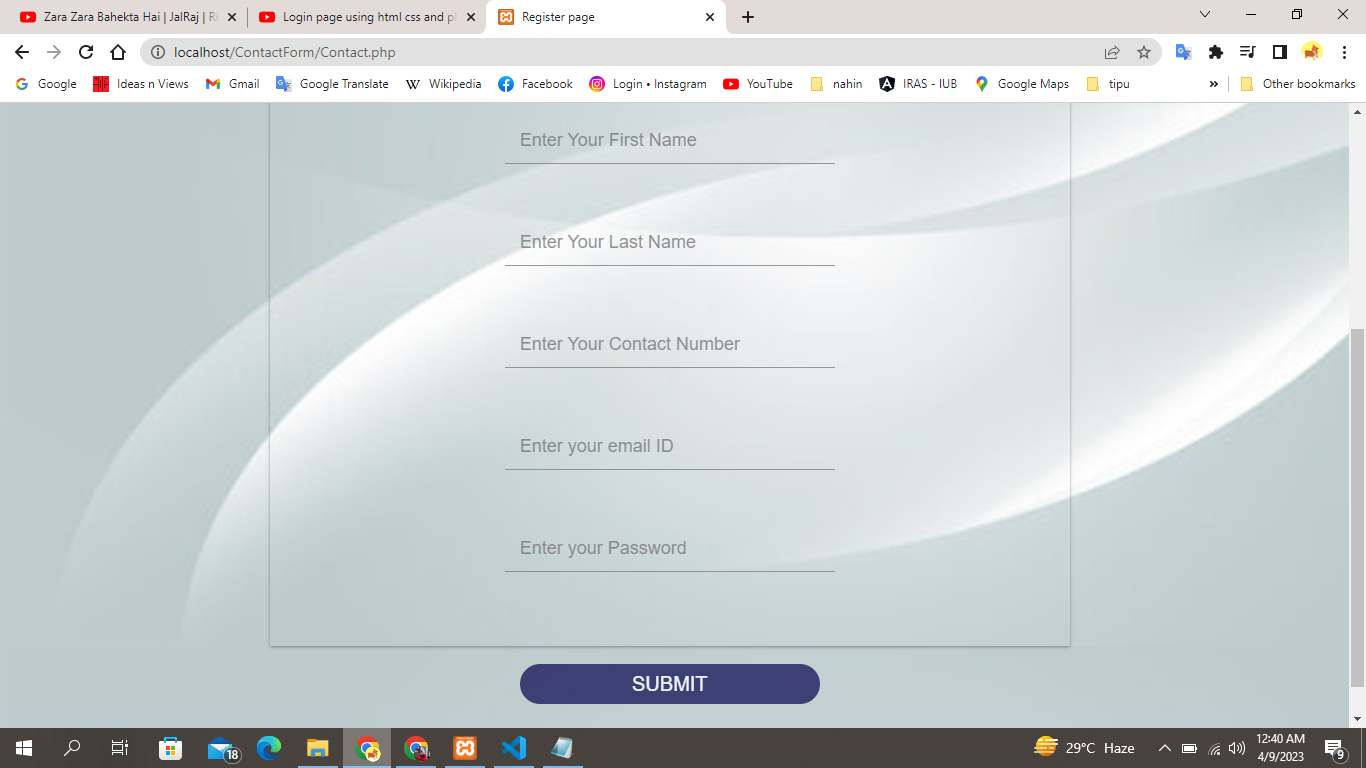 Zara Zara Bahekta Hai | JalRaj |
Login page using html css and
Register page
localhost/ContactForm/Contact.php
Google
Ideas n Views
Gmail
Google Translate
Wikipedia
Facebook
Login • Instagram
YouTube
nahin
IRAS - IUB
Google Maps
tipu
»
Other bookmarks
Enter Your First Name
Enter Your Last Name
Enter Your Contact Number
Enter your email ID
Enter your Password
SUBMIT
18
29°C Haze
12:40 AM
4/9/2023
9